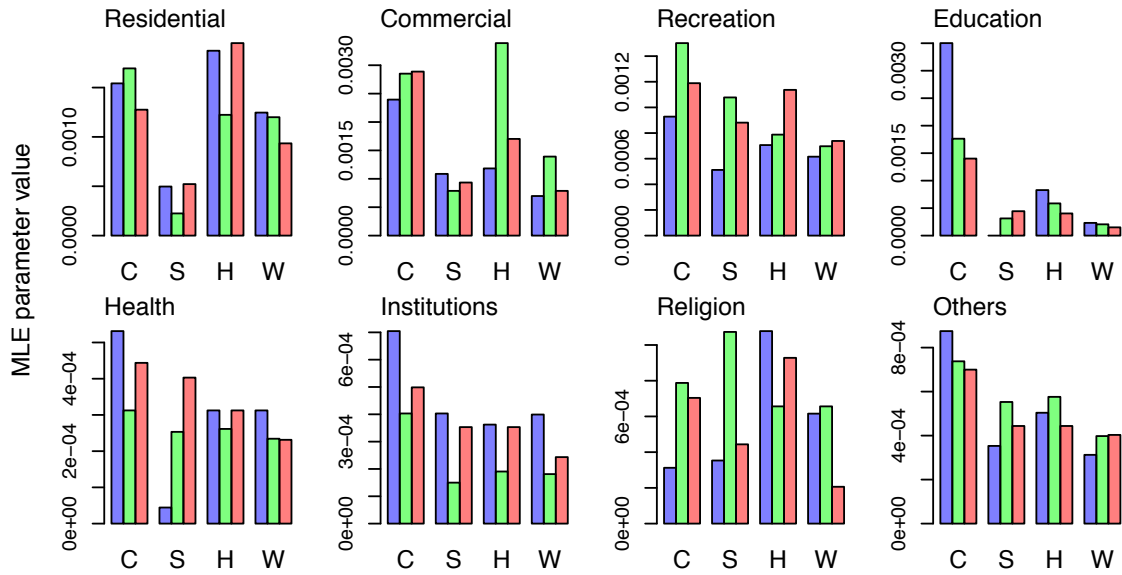 MLE parameter value
Residential
0.0000 0.0010
C S H W
Commercial
0.0000 0.0015 0.0030
C S H W
Recreation
0.0000 0.0006 0.0012
C S H W
Education
0.0000 0.0015 0.0030
C S H W
Health
0e+00 2e−04 4e−04
C S H W
Institutions
0e+00 3e−04 6e−04
C S H W
Religion
0e+00 6e−04
C S H W
Others
0e+00 4e−04 8e−04
C S H W